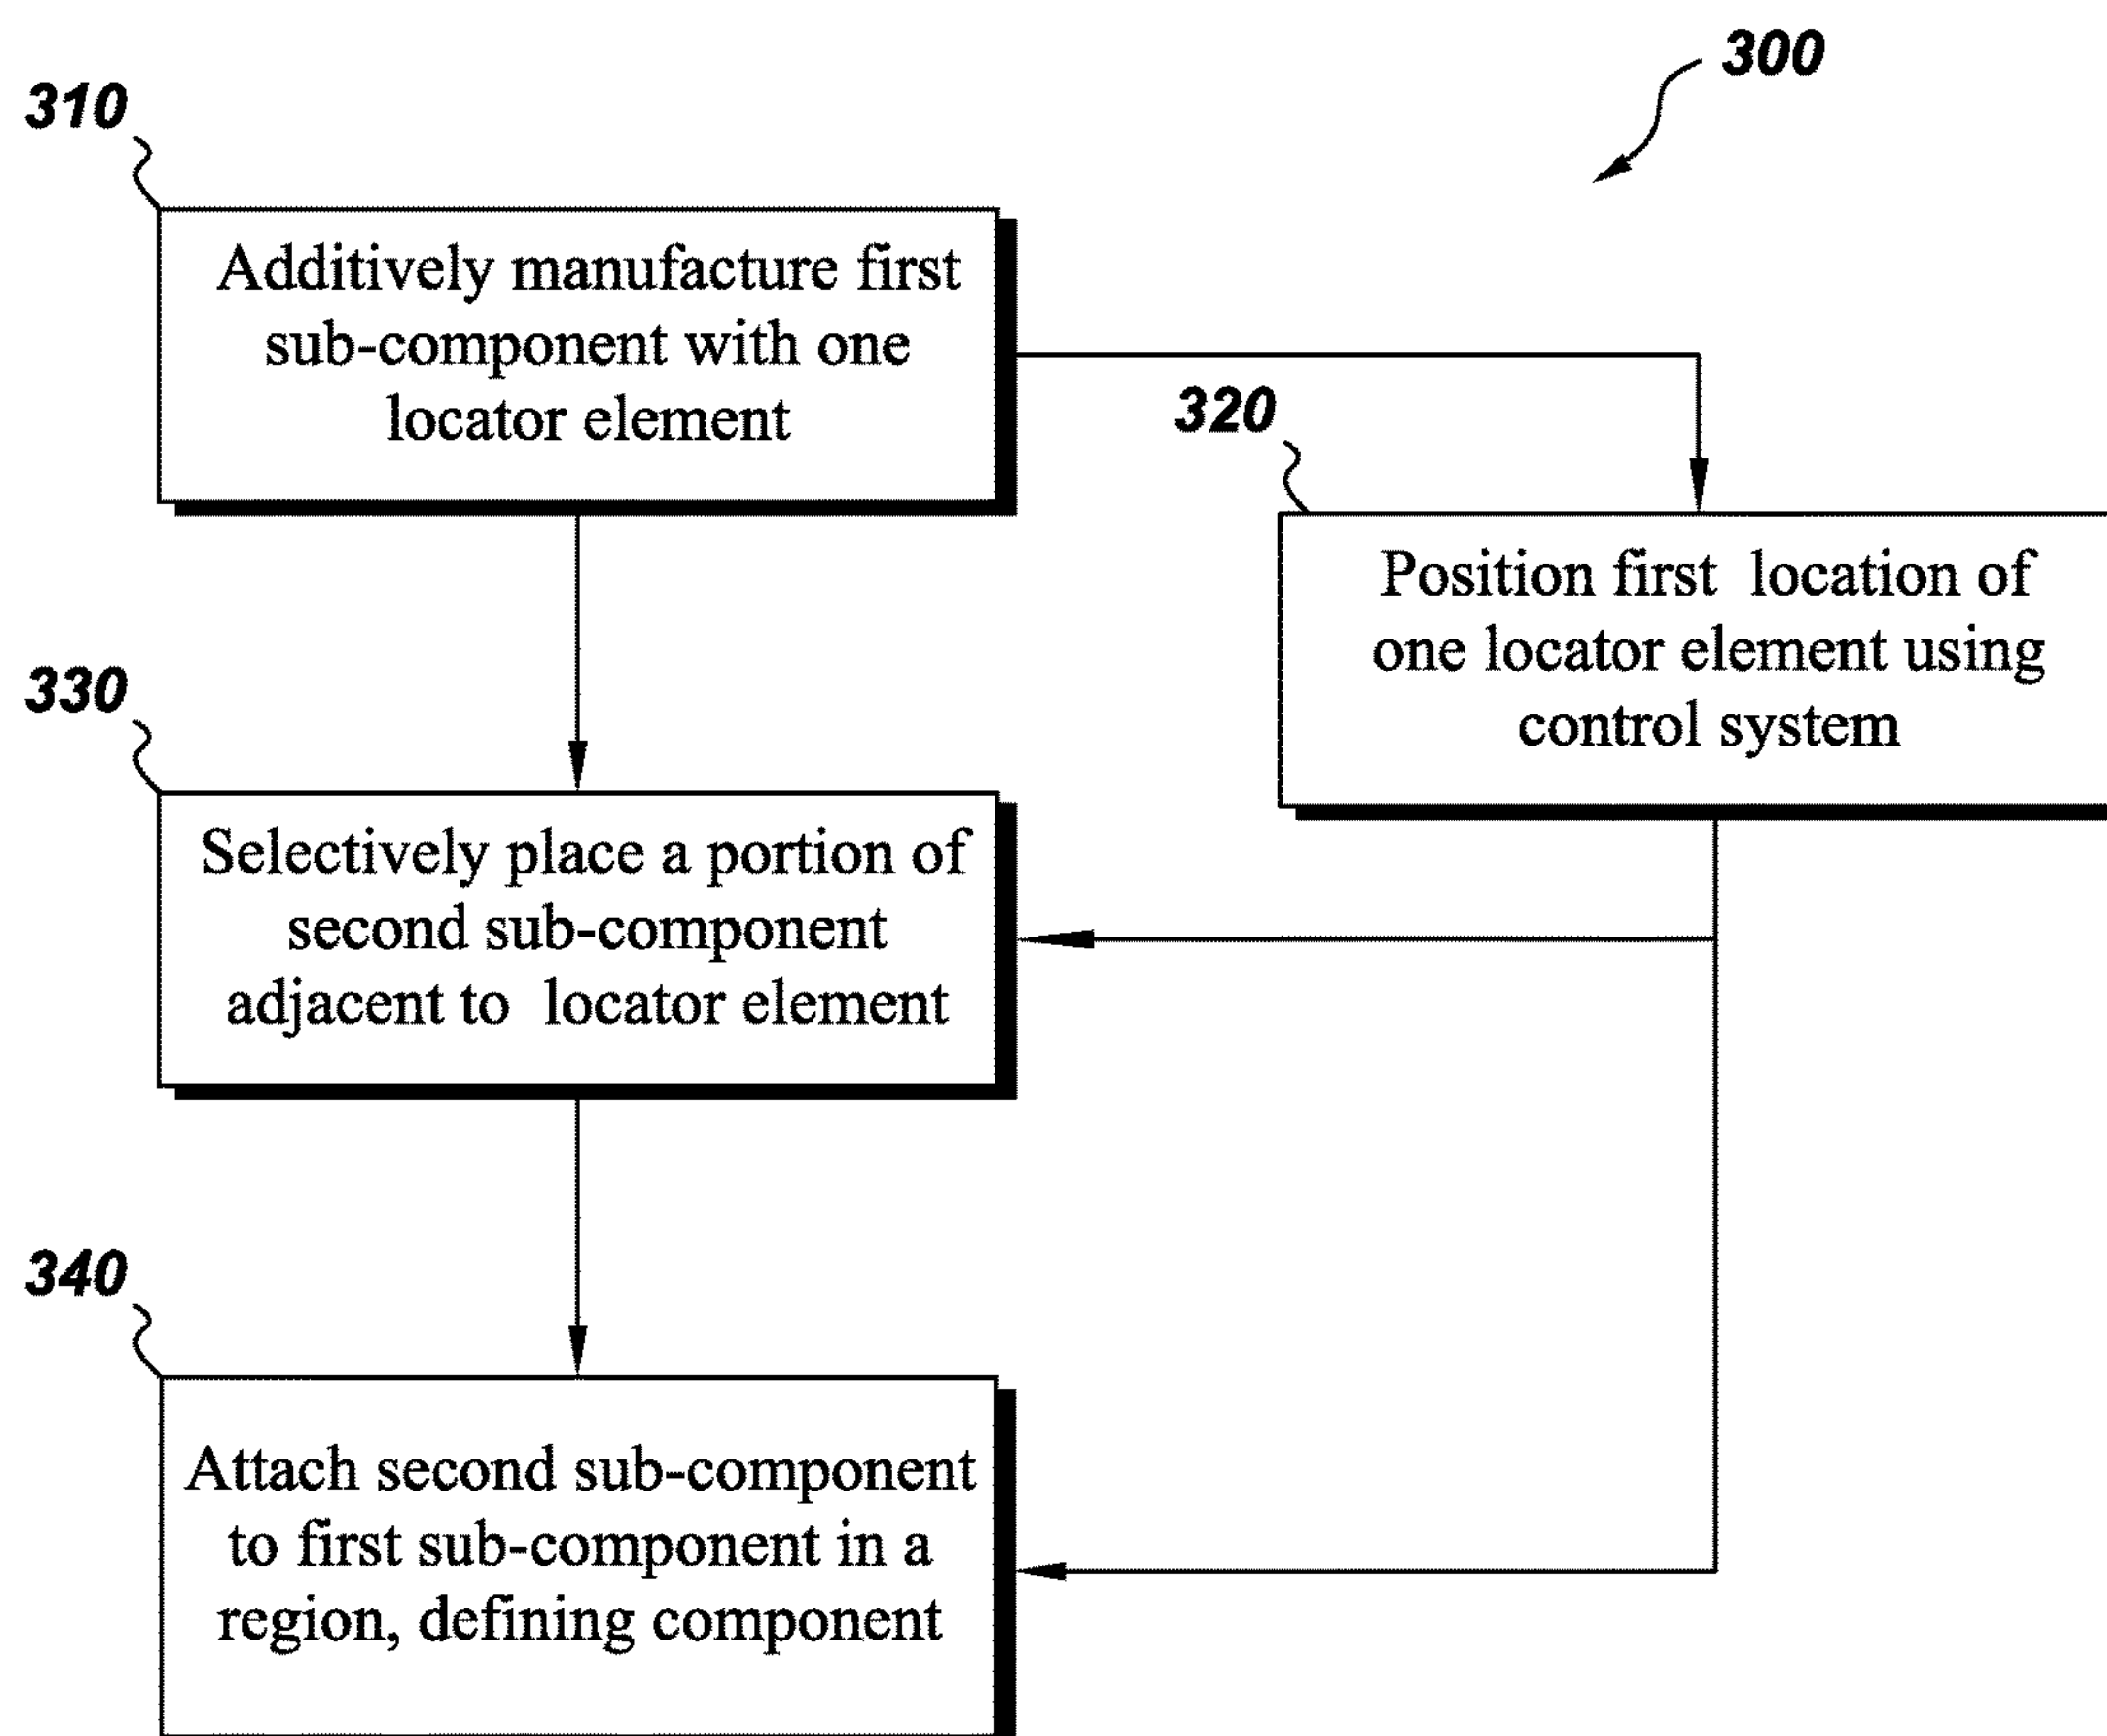 300
310
Additively manufacture first
sub-component with one
locator element
320
Position first location of
one locator element using
control system
330
Selectively place a portion of
second sub-component
adjacent to locator element
340
Attach second sub-component
to first sub-component in a
region, defining component